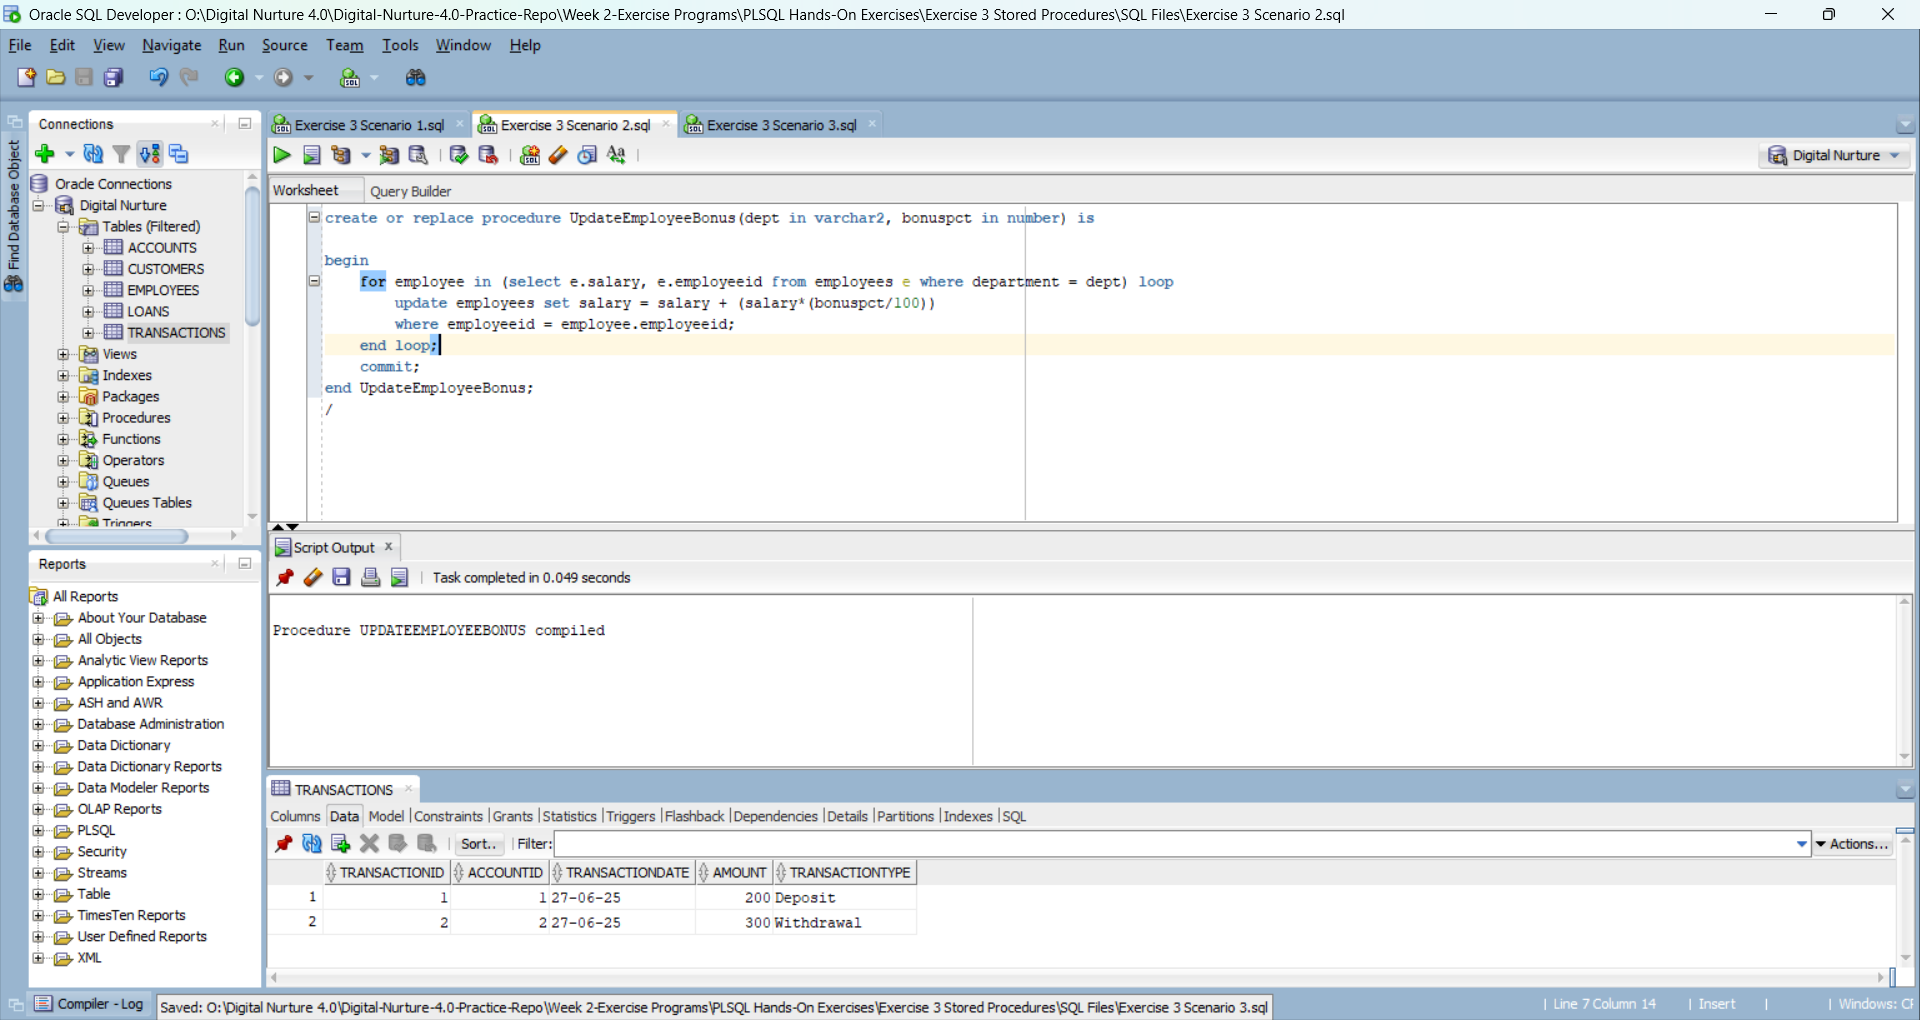 Oracle SQL Developer : O:\Digital Nurture 4.0\Digital-Nurture-4.0-Practice-Repo\Week 2-Exercise Programs\PLSQL Hands-On Exercises\Exercise 3 Stored Procedures\SQL Files\Exercise 3 Scenario 2.sql
File Edit View Navigate Run Source Team Tools Window Help
Find Database Object
Connections
Oracle Connections
Digital Nurture
Tables (Filtered)
ACCOUNTS
CUSTOMERS
EMPLOYEES
LOANS
TRANSACTIONS
Views
Indexes
Packages
Procedures
Functions
Operators
Queues
Queues Tables
Triggers
Reports
All Reports
About Your Database
All Objects
Analytic View Reports
Application Express
ASH and AWR
Database Administration
Data Dictionary
Data Dictionary Reports
Data Modeler Reports
OLAP Reports
PLSQL
Security
Streams
Table
TimesTen Reports
User Defined Reports
XML
Exercise 3 Scenario 1.sql Exercise 3 Scenario 2.sql Exercise 3 Scenario 3.sql
Digital Nurture
Worksheet Query Builder
create or replace procedure UpdateEmployeeBonus(dept in varchar2, bonuspct in number) is
begin
for employee in (select e.salary, e.employeeid from employees e where department = dept) loop
update employees set salary = salary + (salary*(bonuspct/100))
where employeeid = employee.employeeid;
end loop;
commit;
end UpdateEmployeeBonus;
/
Script Output
Task completed in 0.049 seconds
Procedure UPDATEEMPLOYEEBONUS compiled
TRANSACTIONS
Columns Data Model |Constraints |Grants |Statistics |Triggers |Flashback |Dependencies |Details |Partitions |Indexes |SQL
Sort.. Filter: Actions...
TRANSACTIONID ACCOUNTID TRANSACTIONDATE AMOUNT TRANSACTIONTYPE
1 1 1 27-06-25 200 Deposit
2 2 2 27-06-25 300 Withdrawal
Compiler - Log Saved: O:\Digital Nurture 4.0\Digital-Nurture-4.0-Practice-Repo\Week 2-Exercise Programs\PLSQL Hands-On Exercises\Exercise 3 Stored Procedures\SQL Files\Exercise 3 Scenario 3.sql | Line 7 Column 14 | Insert | | Windows: CR